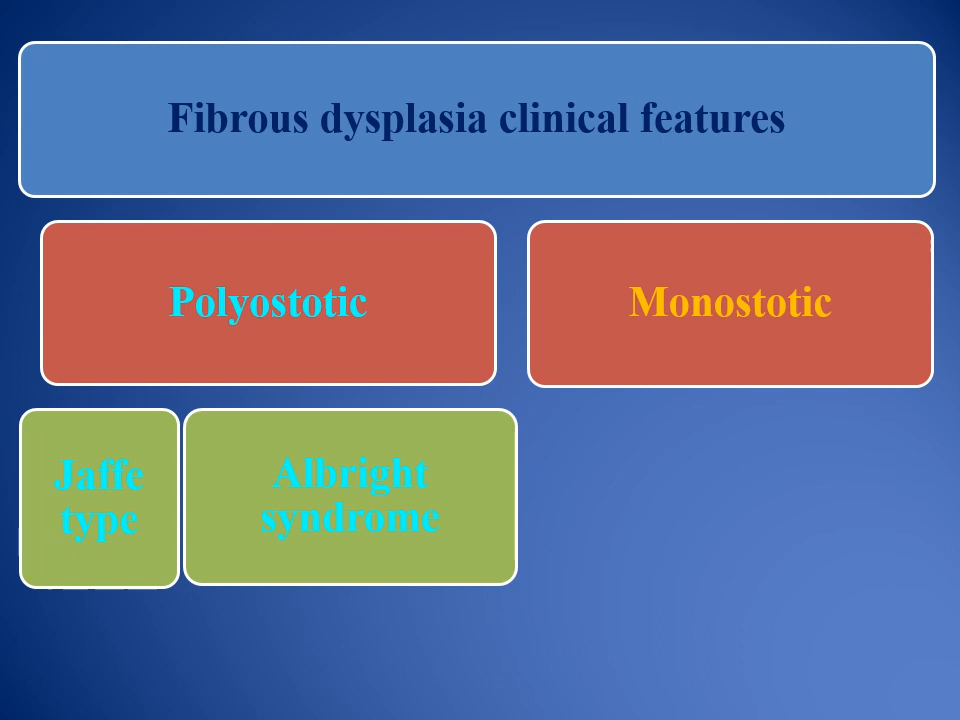 Fibrous dysplasia clinical features
Polyostotic
Monostotic
Jaffe
type
Albright
syndrome